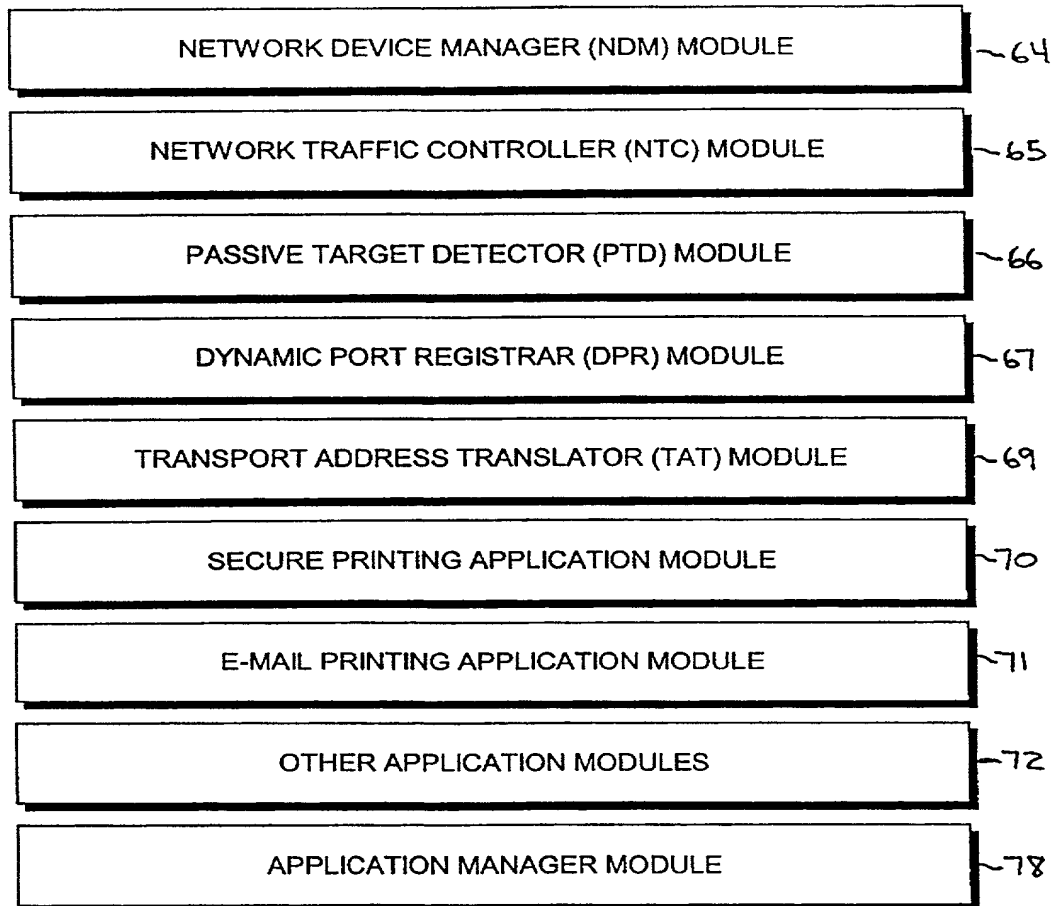 NETWORK DEVICE MANAGER (NDM) MODULE ~64
NETWORK TRAFFIC CONTROLLER (NTC) MODULE ~65
PASSIVE TARGET DETECTOR (PTD) MODULE ~66
DYNAMIC PORT REGISTRAR (DPR) MODULE ~67
TRANSPORT ADDRESS TRANSLATOR (TAT) MODULE ~69
SECURE PRINTING APPLICATION MODULE ~70
E-MAIL PRINTING APPLICATION MODULE ~71
OTHER APPLICATION MODULES ~72
APPLICATION MANAGER MODULE ~78